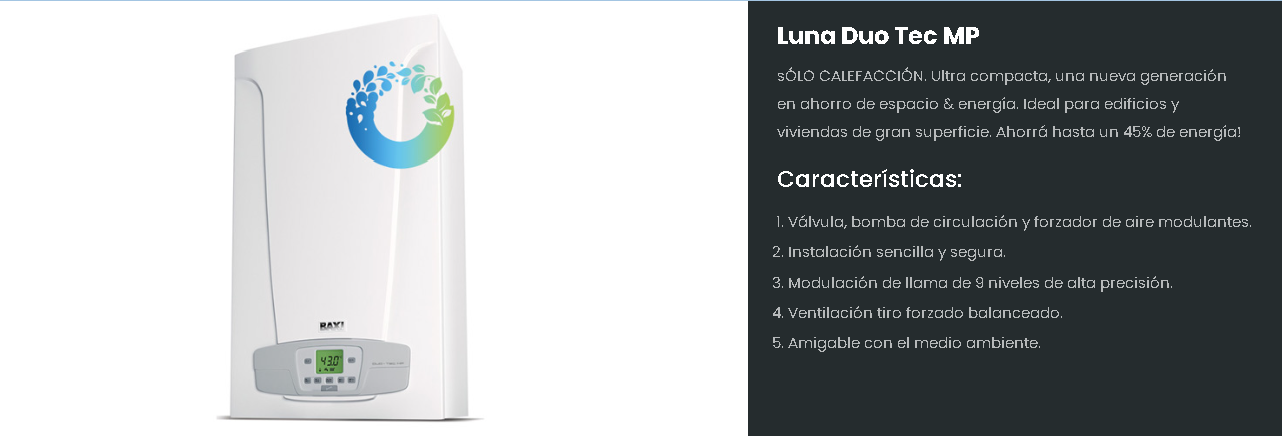 Luna Duo Tec MP
sÓLO CALEFACCIÓN. Ultra compacta, una nueva generación
en ahorro de espacio & energía. Ideal para edificios y
viviendas de gran superficie. Ahorrá hasta un 45% de energía!
Características:
1. Válvula, bomba de circulación y forzador de aire modulantes.
2. Instalación sencilla y segura.
3. Modulación de llama de 9 niveles de alta precisión.
4. Ventilación tiro forzado balanceado.
5. Amigable con el medio ambiente.
BAXI
43.0